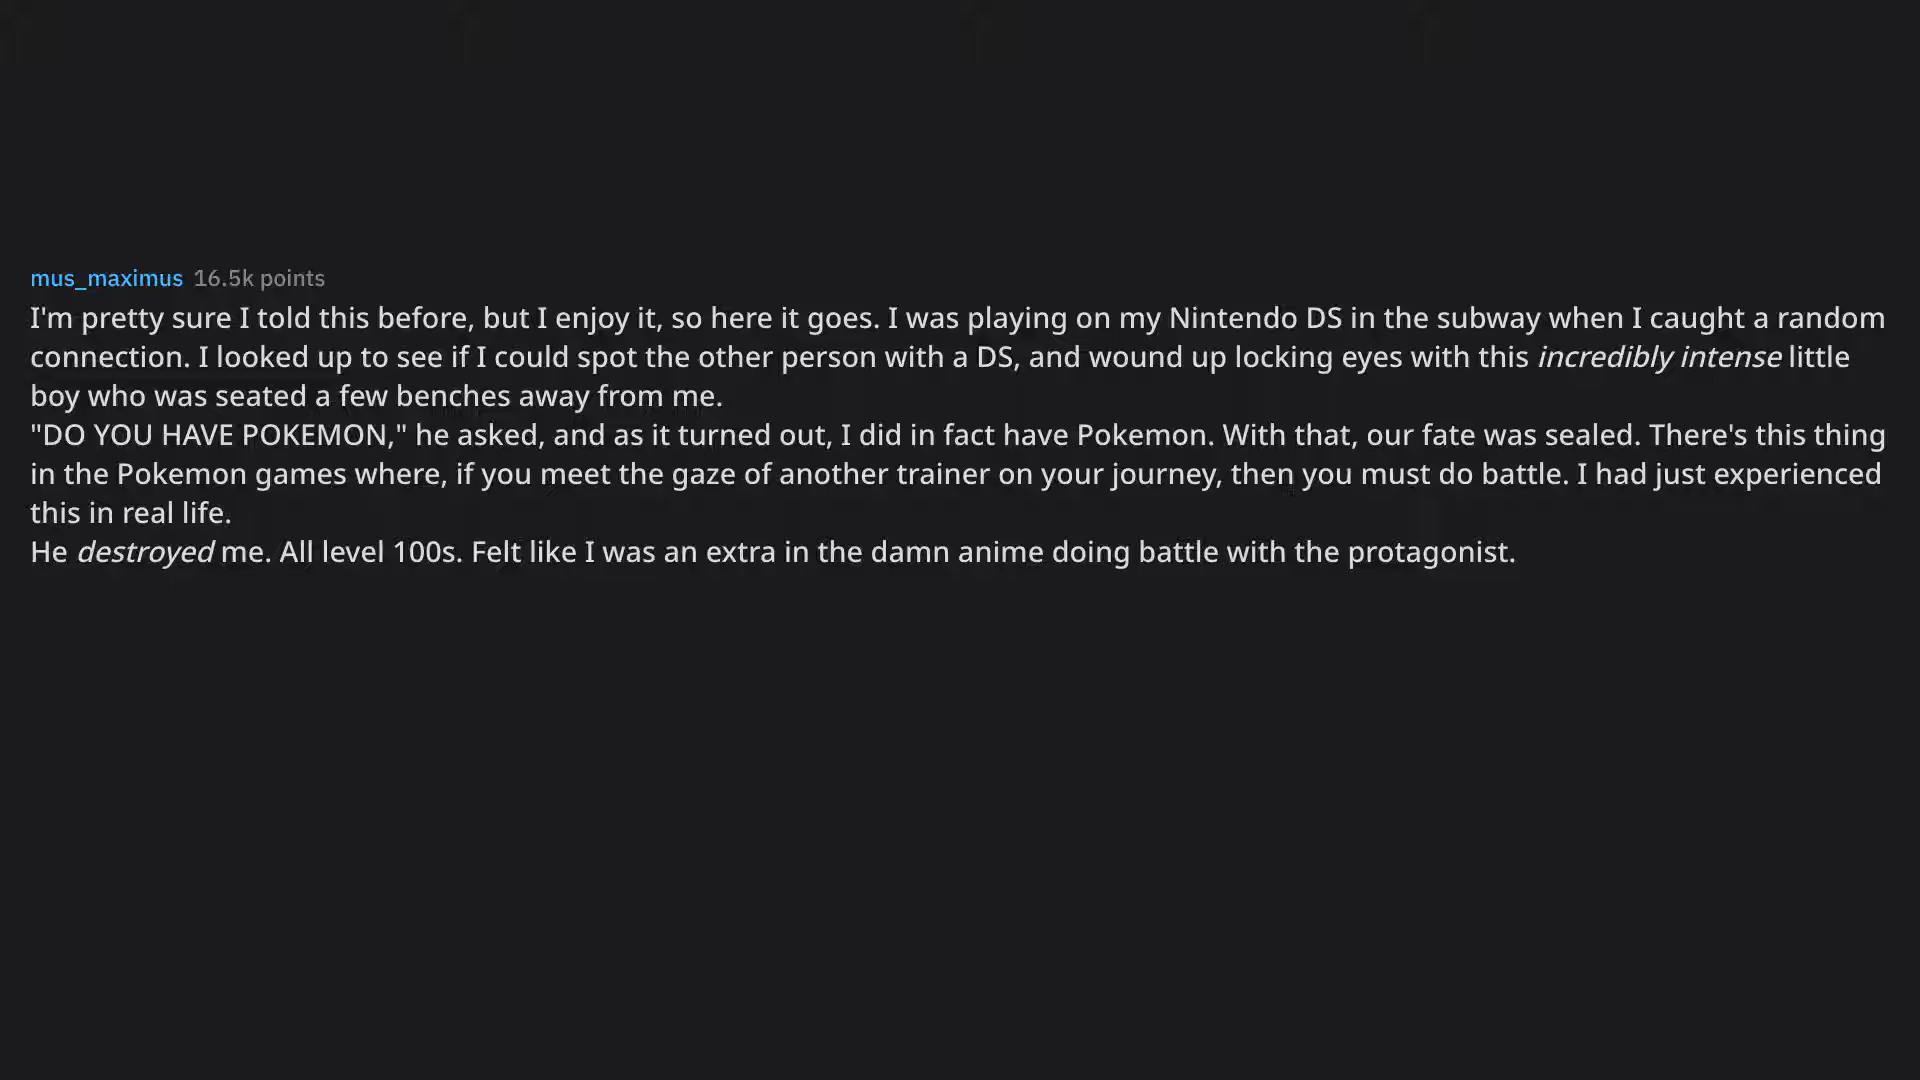 mus_maximus 16.5k points
I'm pretty sure I told this before, but I enjoy it, so here it goes. I was playing on my Nintendo DS in the subway when I caught a random
connection. I looked up to see if I could spot the other person with a DS, and wound up locking eyes with this incredibly intense little
boy who was seated a few benches away from me.
"DO YOU HAVE POKEMON," he asked, and as it turned out, I did in fact have Pokemon. With that, our fate was sealed. There's this thing
in the Pokemon games where, if you meet the gaze of another trainer on your journey, then you must do battle. I had just experienced
this in real life.
He destroyed me. All level 100s. Felt like I was an extra in the damn anime doing battle with the protagonist.